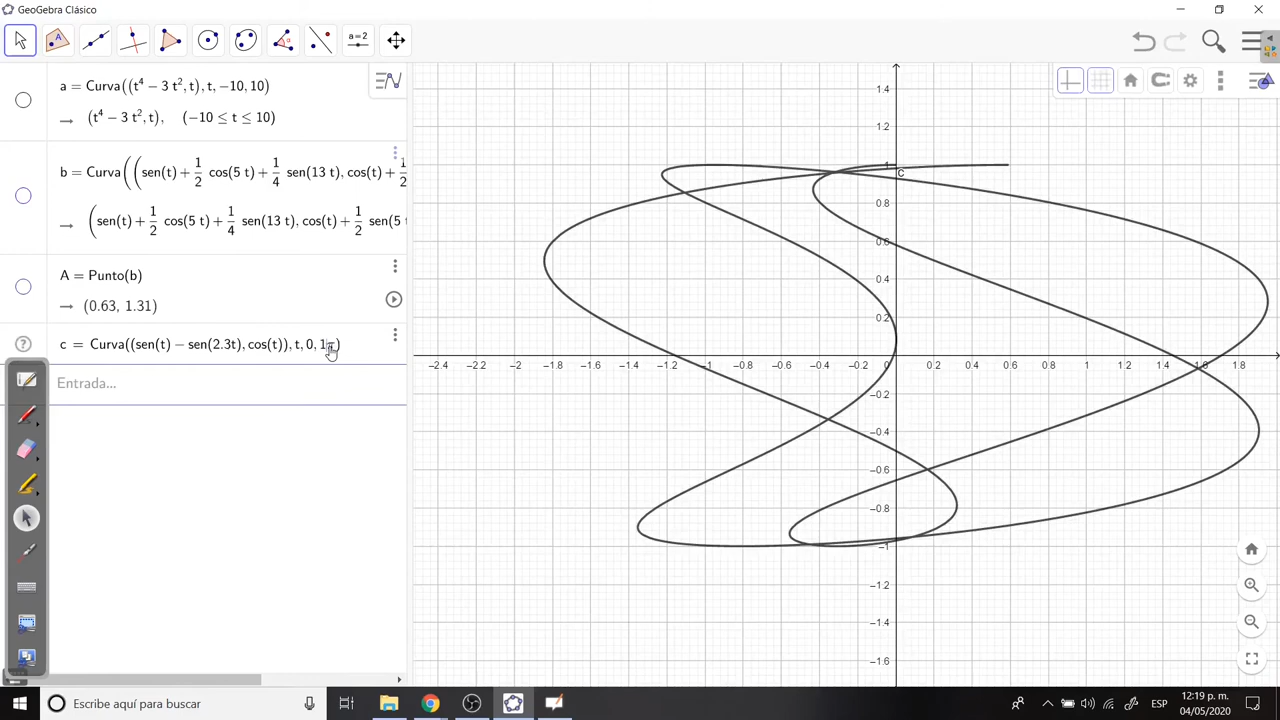 GeoGebra Clásico
a=2
a = Curva((t⁴ − 3 t², t), t, −10, 10)
→ (t⁴ − 3 t², t), (−10 ≤ t ≤ 10)
b = Curva((sen(t) + 1/2 cos(5 t) + 1/4 sen(13 t), cos(t) + 1/2
→ (sen(t) + 1/2 cos(5 t) + 1/4 sen(13 t), cos(t) + 1/2 sen(5 t
A = Punto(b)
→ (0.63, 1.31)
c = Curva((sen(t) − sen(2.3t), cos(t)), t, 0, 1π)
Entrada...
1.4
1.2
1
c
0.8
0.6
0.4
0.2
−2.4 −2.2 −2 −1.8 −1.6 −1.4 −1.2 −1 −0.8 −0.6 −0.4 −0.2 0 0.2 0.4 0.6 0.8 1 1.2 1.4 1.6 1.8
−0.2
−0.4
−0.6
−0.8
−1
−1.2
−1.4
−1.6
Escribe aquí para buscar
ESP
12:19 p. m.
04/05/2020